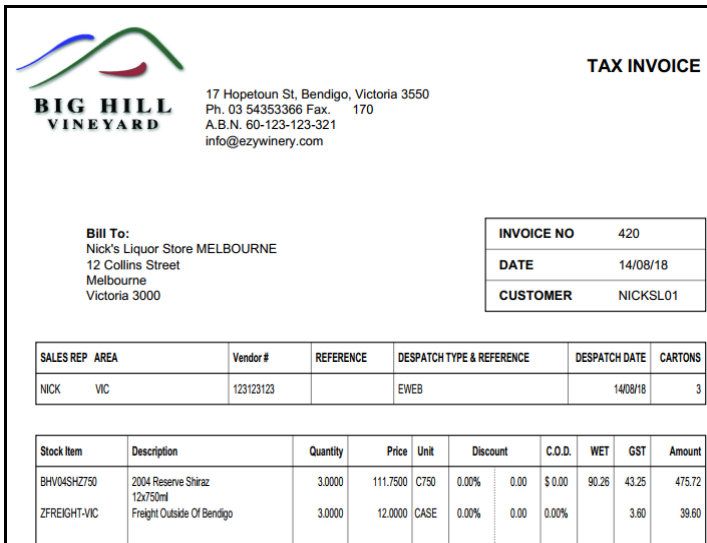 BIG HILL
VINEYARD
TAX INVOICE
17 Hopetoun St, Bendigo, Victoria 3550
Ph. 03 54353366 Fax. 170
A.B.N. 60-123-123-321
info@ezywinery.com
Bill To:
Nick's Liquor Store MELBOURNE
12 Collins Street
Melbourne
Victoria 3000
INVOICE NO 420
DATE 14/08/18
CUSTOMER NICKSL01
SALES REP AREA Vendor # REFERENCE DESPATCH TYPE & REFERENCE DESPATCH DATE CARTONS
NICK VIC 123123123 EWEB 14/08/18 3
Stock Item Description Quantity Price Unit Discount C.O.D. WET GST Amount
BHV04SHZ750 2004 Reserve Shiraz 3.0000 111.7500 C750 0.00% 0.00 $ 0.00 90.26 43.25 475.72
12x750ml
ZFREIGHT-VIC Freight Outside Of Bendigo 3.0000 12.0000 CASE 0.00% 0.00 0.00% 3.60 39.60